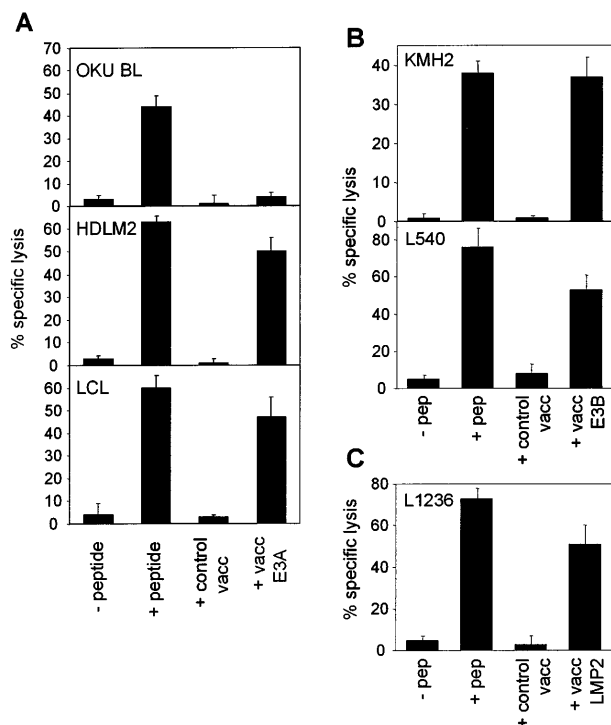 A
% specific lysis
OKU BL
70
60
50
40
30
20
10
0
HDLM2
60
50
40
30
20
10
0
LCL
60
50
40
30
20
10
0
- peptide
+ peptide
+ control
vacc
+ vacc
E3A
B
% specific lysis
KMH2
40
30
20
10
0
L540
80
60
40
20
0
- pep
+ pep
+ control
vacc
+ vacc
E3B
C
% specific lysis
L1236
80
60
40
20
0
- pep
+ pep
+ control
vacc
+ vacc
LMP2